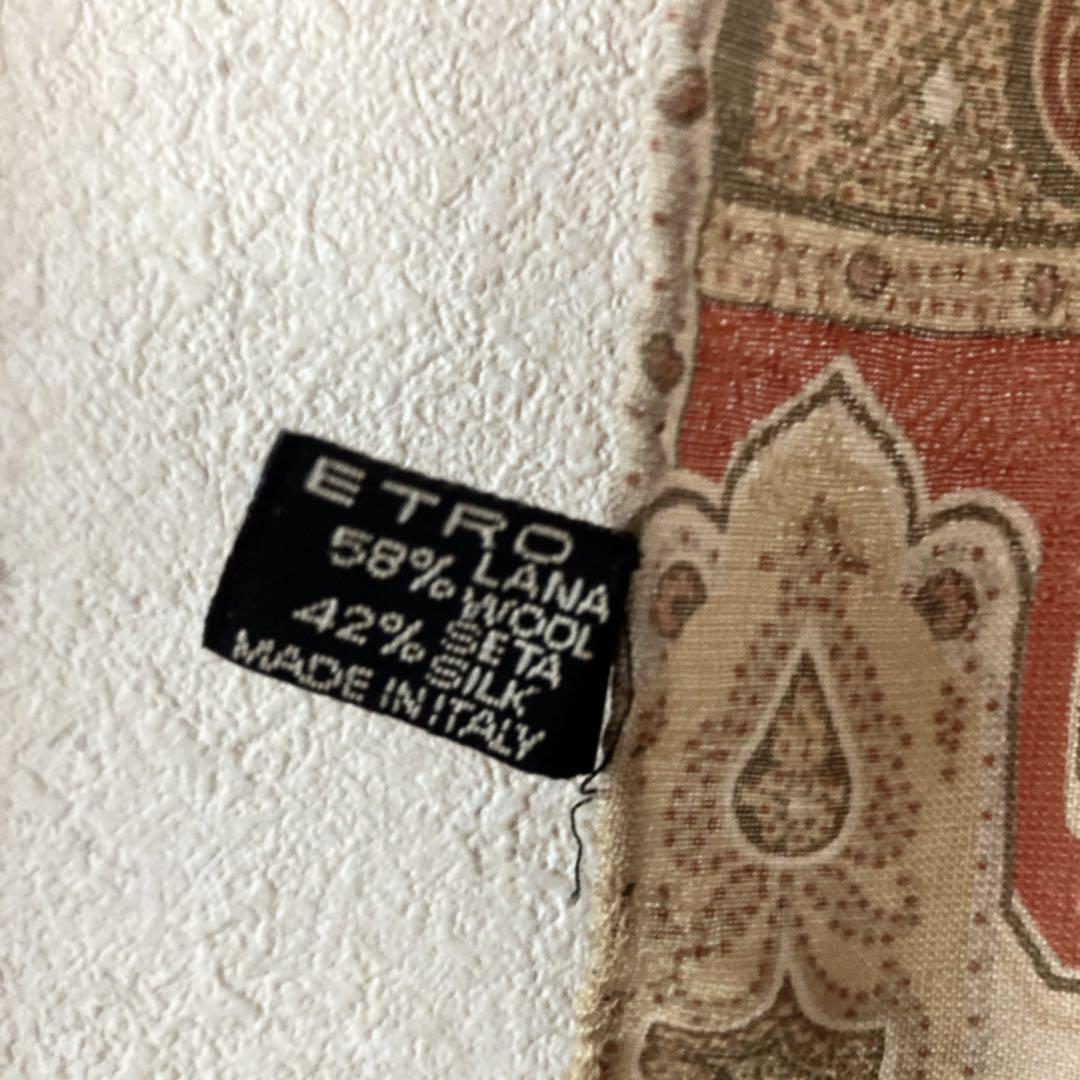 ETRO
58% LANA
WOOL
42% SETA
SILK
MADE IN ITALY